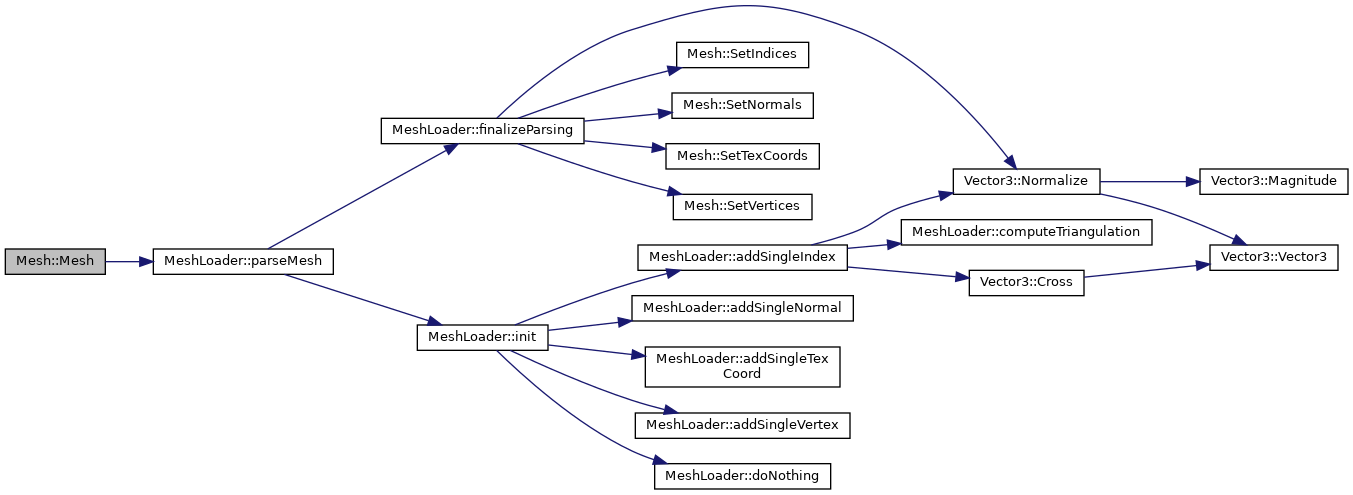 Mesh::Mesh
MeshLoader::parseMesh
MeshLoader::finalizeParsing
MeshLoader::init
Mesh::SetIndices
Mesh::SetNormals
Mesh::SetTexCoords
Mesh::SetVertices
MeshLoader::addSingleIndex
MeshLoader::addSingleNormal
MeshLoader::addSingleTex
Coord
MeshLoader::addSingleVertex
MeshLoader::doNothing
Vector3::Normalize
MeshLoader::computeTriangulation
Vector3::Cross
Vector3::Magnitude
Vector3::Vector3